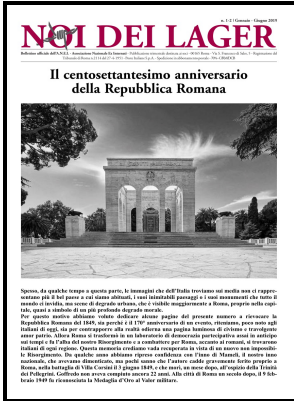 n. 1-2 / Gennaio - Giugno 2019
NOI DEI LAGER
Bollettino ufficiale dell'A.N.E.I. - Associazione Nazionale Ex Internati
Il centosettantesimo anniversario
della Repubblica Romana
Spesso, da qualche tempo a questa parte, le immagini che dell'Italia troviamo sui media non ci rappre-
sentano più il bel paese a cui siamo abituati, i suoi inimitabili paesaggi o i suoi monumenti che tutto il
mondo ci invidia, ma scene di degrado urbano, che è visibile maggiormente a Roma, proprio nella capi-
tale, quasi a simbolo di un più profondo degrado morale.
Per questo motivo abbiamo voluto dedicare alcune pagine del presente numero a rievocare la
Repubblica Romana del 1849, sia perché è il 170° anniversario di un evento, ritenuto, poco noto agli
italiani di oggi, sia per contrapporre alla realtà odierna una pagina luminosa di civismo e travolgente
amor patrio. Allora Roma si trasformò in un laboratorio di democrazia partecipativa assai in anticipo
sui tempi e fu l'alba del nostro Risorgimento e a combattere per Roma, accanto ai romani, si trovarono
italiani di ogni regione. Questa memoria crediamo vada recuperata in vista di un nuovo non impossibi-
le Risorgimento. Da qualche anno abbiamo ripreso confidenza con l'inno di Mameli, il nostro inno
nazionale, che avevamo dimenticato, ma pochi sanno che l'autore cadde gravemente ferito proprio a
Roma, nella battaglia di Villa Corsini il 3 giugno 1849, e che morì, un mese dopo, all'ospizio della Trinità
dei Pellegrini. Goffredo non aveva compiuto ancora 22 anni. Alla città di Roma un secolo dopo, il 9 feb-
braio 1949 fu riconosciuta la Medaglia d'Oro al Valor militare.